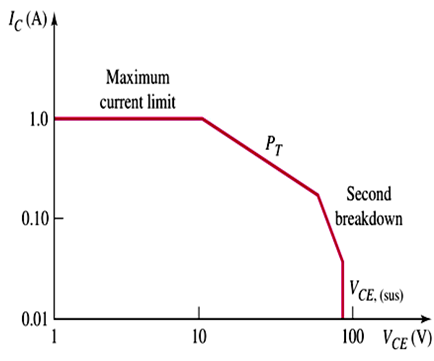 I_C (A)
Maximum
current limit
1.0
P_T
Second
breakdown
0.10
V_CE, (sus)
0.01
1
10
100
V_CE (V)